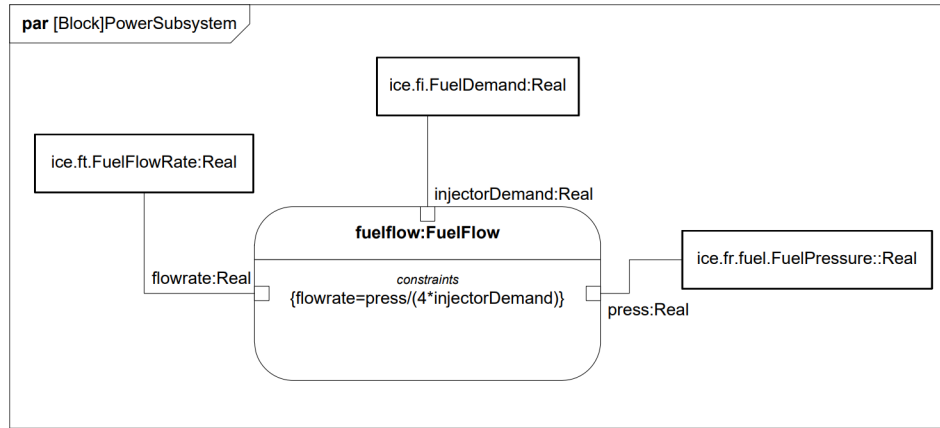 par [Block]PowerSubsystem
ice.fi.FuelDemand:Real
ice.ft.FuelFlowRate:Real
injectorDemand:Real
fuelflow:FuelFlow
ice.fr.fuel.FuelPressure::Real
flowrate:Real
constraints
{flowrate=press/(4*injectorDemand)}
press:Real